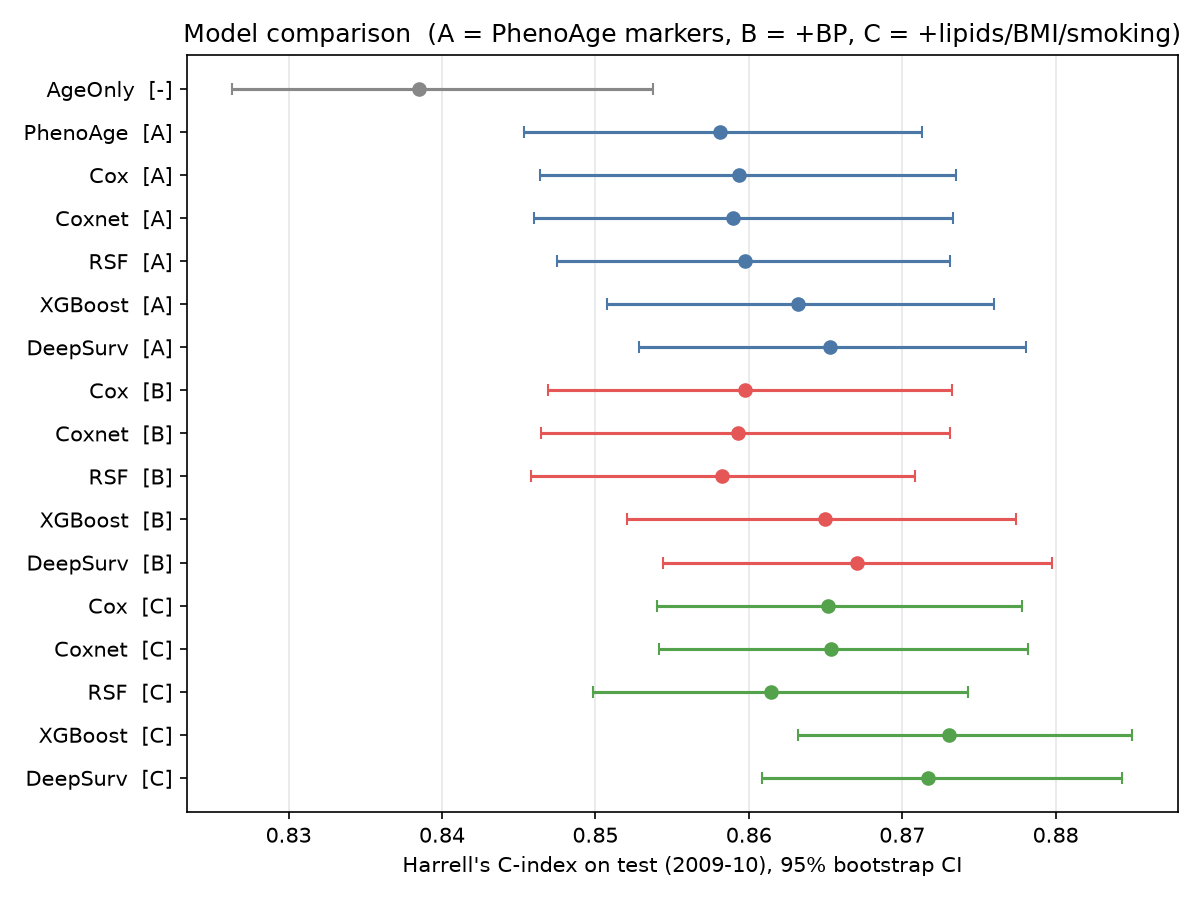 Model comparison  (A = PhenoAge markers, B = +BP, C = +lipids/BMI/smoking)
AgeOnly  [-]
PhenoAge  [A]
Cox  [A]
Coxnet  [A]
RSF  [A]
XGBoost  [A]
DeepSurv  [A]
Cox  [B]
Coxnet  [B]
RSF  [B]
XGBoost  [B]
DeepSurv  [B]
Cox  [C]
Coxnet  [C]
RSF  [C]
XGBoost  [C]
DeepSurv  [C]
0.83 0.84 0.85 0.86 0.87 0.88
Harrell's C-index on test (2009-10), 95% bootstrap CI